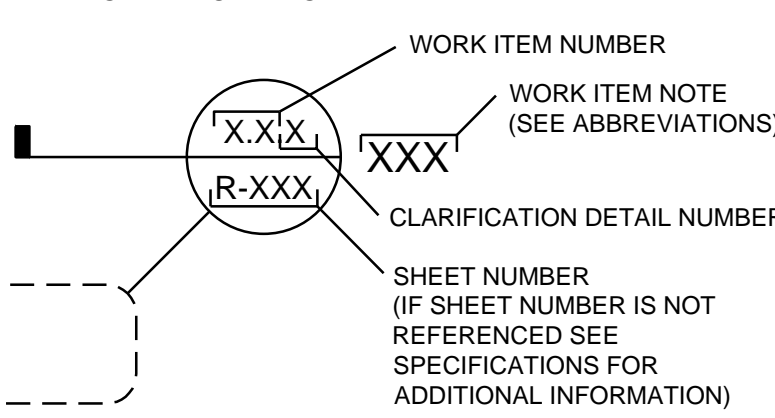 WORK ITEM NUMBER
WORK ITEM NOTE
(SEE ABBREVIATIONS)
X.X.X
XXX
R-XXX
CLARIFICATION DETAIL NUMBER
SHEET NUMBER
(IF SHEET NUMBER IS NOT
REFERENCED SEE
SPECIFICATIONS FOR
ADDITIONAL INFORMATION)